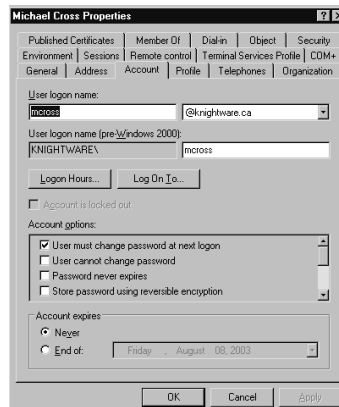 Michael Cross Properties
Published Certificates Member Of Dial-in Object Security
Environment Sessions Remote control Terminal Services Profile COM+
General Address Account Profile Telephones Organization
User logon name:
mcross @knightware.ca
User logon name (pre-Windows 2000):
KNIGHTWARE\ mcross
Logon Hours... Log On To...
Account is locked out
Account options:
User must change password at next logon
User cannot change password
Password never expires
Store password using reversible encryption
Account expires
Never
End of: Friday , August 08, 2003
OK Cancel Apply